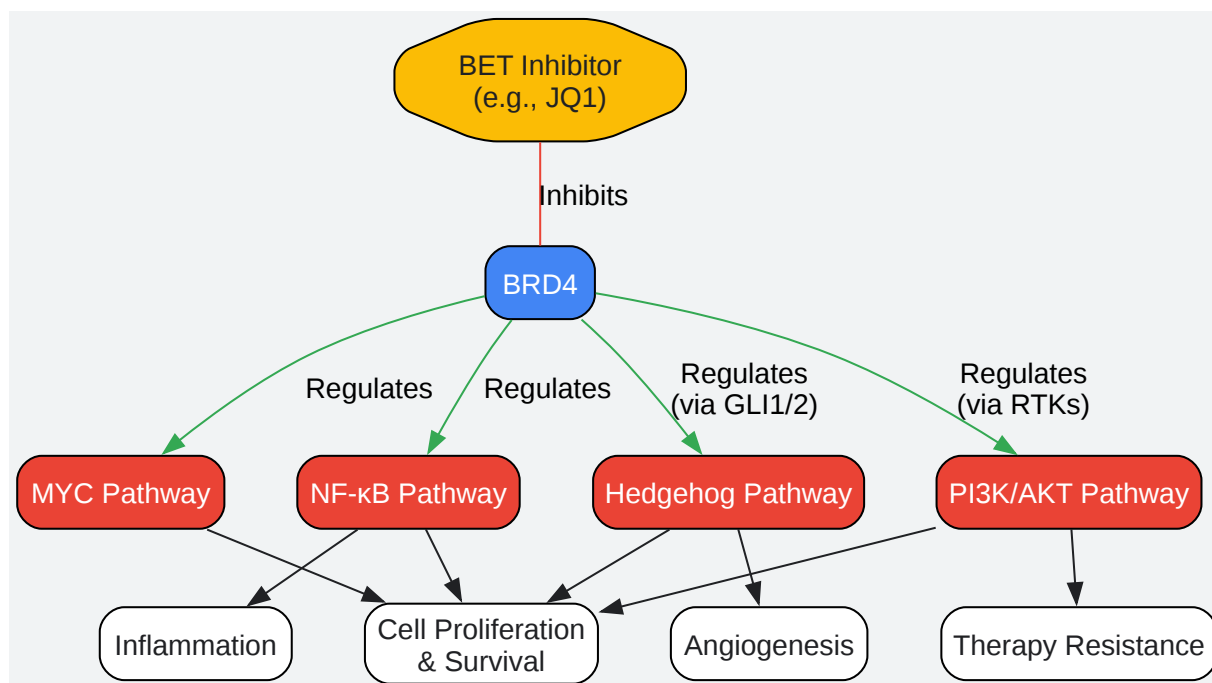 BET Inhibitor
(e.g., JQ1)
Inhibits
BRD4
Regulates
Regulates
Regulates
(via GLI1/2)
Regulates
(via RTKs)
MYC Pathway
NF-κB Pathway
Hedgehog Pathway
PI3K/AKT Pathway
Inflammation
Cell Proliferation
& Survival
Angiogenesis
Therapy Resistance